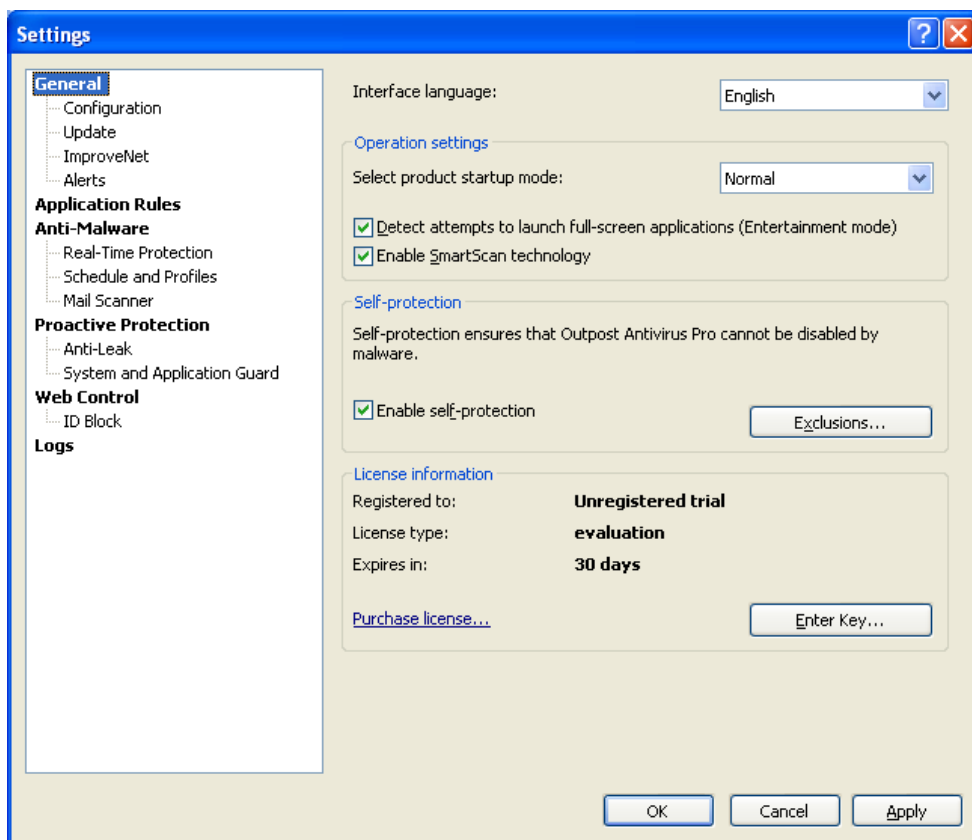 Settings
General
Configuration
Update
ImproveNet
Alerts
Application Rules
Anti-Malware
Real-Time Protection
Schedule and Profiles
Mail Scanner
Proactive Protection
Anti-Leak
System and Application Guard
Web Control
ID Block
Logs
Interface language: English
Operation settings
Select product startup mode: Normal
Detect attempts to launch full-screen applications (Entertainment mode)
Enable SmartScan technology
Self-protection
Self-protection ensures that Outpost Antivirus Pro cannot be disabled by
malware.
Enable self-protection
Exclusions...
License information
Registered to: Unregistered trial
License type: evaluation
Expires in: 30 days
Purchase license...
Enter Key...
OK Cancel Apply